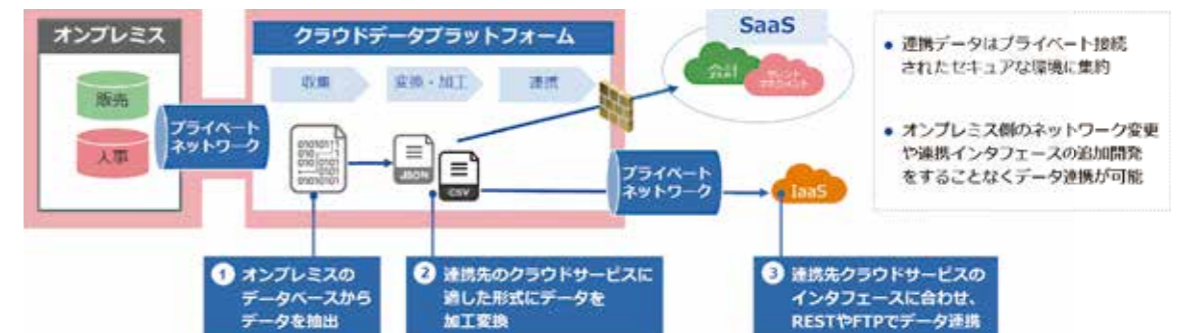 オンプレミス
販売
人事
プライベート
ネットワーク
クラウドデータプラットフォーム
収集
変換・加工
連携
JSON
CSV
SaaS
プライベート
ネットワーク
IaaS
● 連携データはプライベート接続
されたセキュアな環境に集約
● オンプレミス側のネットワーク変更
や連携インタフェースの追加開発
をすることなくデータ連携が可能
1 オンプレミスの
データベースから
データを抽出
2 連携先のクラウドサービスに
適した形式にデータを
加工変換
3 連携先クラウドサービスの
インタフェースに合わせ、
RESTやFTPでデータ連携